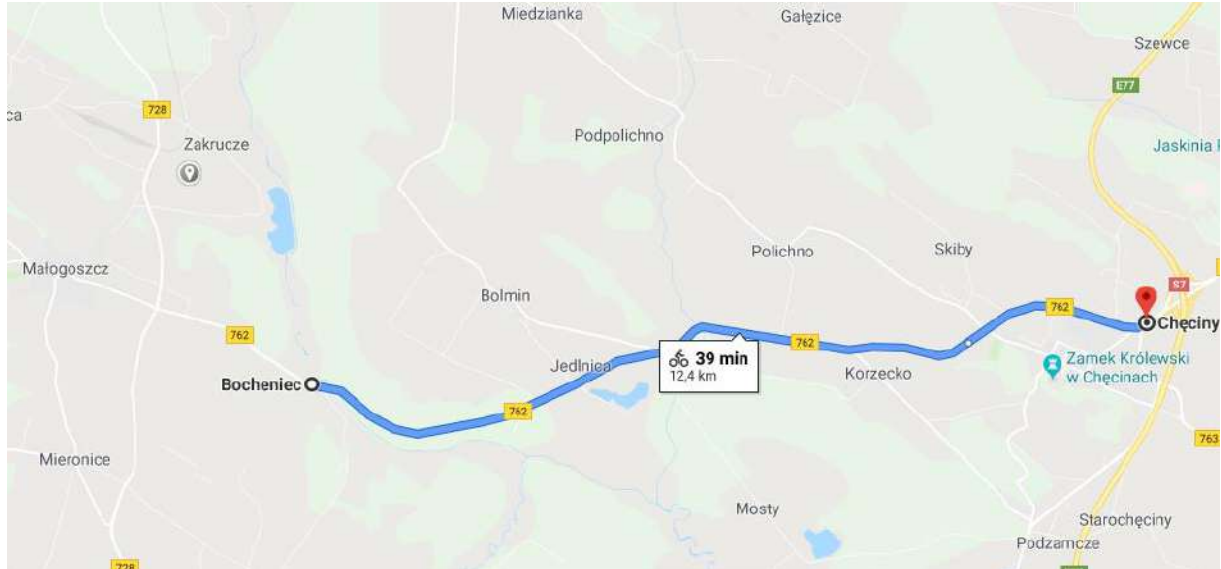 Miedzianka
Gałęzice
Szewce
E77
728
ca
Zakrucze
Podpolichno
Jaskinia
Polichno
Skiby
Małogoszcz
S7
Bolmin
762
762
Chęciny
762
39 min
12,4 km
Zamek Królewski
w Chęcinach
Jedlnica
Korzecko
Bocheniec
762
763
Mieronice
Mosty
Starochęciny
Podzamcze
728